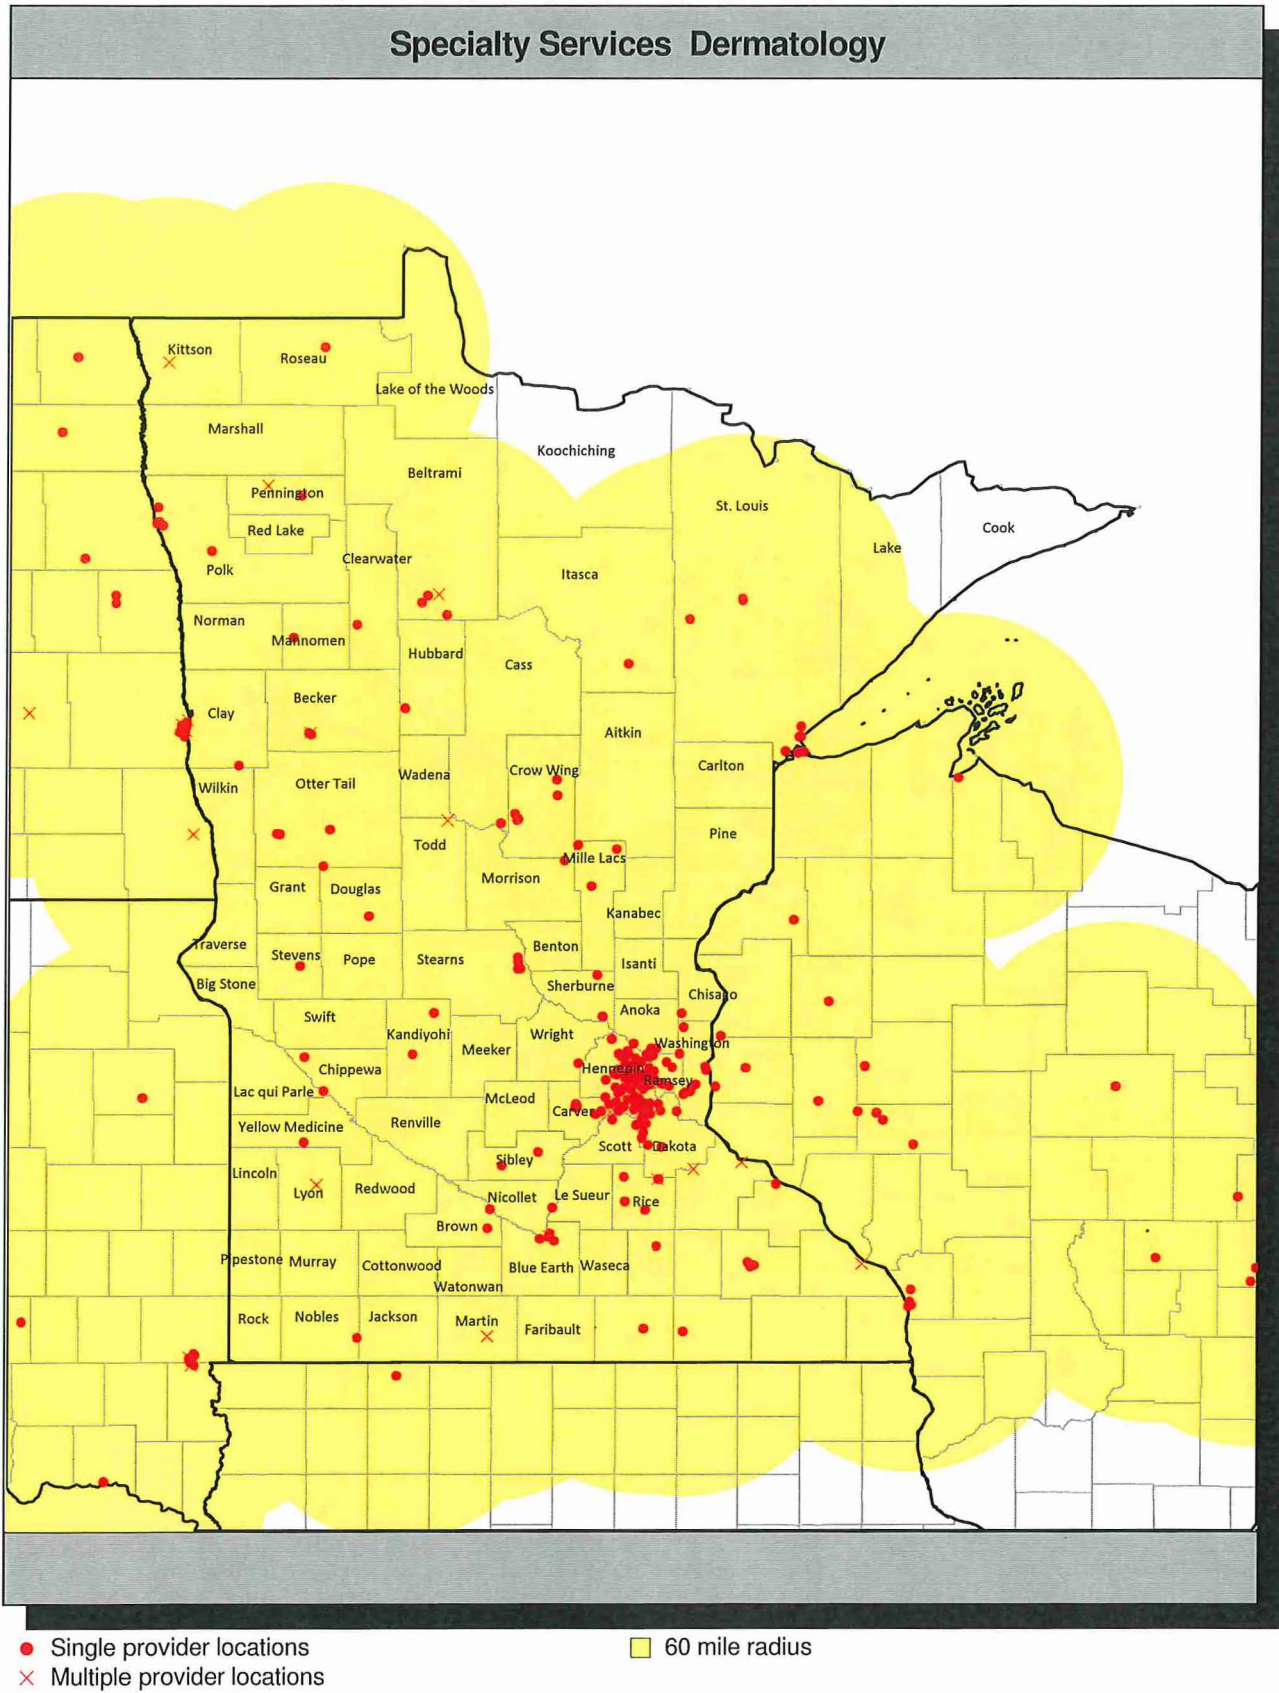 Specialty Services Dermatology
Kittson
Roseau
Lake of the Woods
Marshall
Koochiching
Beltrami
Pennington
St. Louis
Red Lake
Cook
Lake
Clearwater
Polk
Itasca
Norman
Mahnomen
Hubbard
Cass
Becker
Clay
Aitkin
Carlton
Crow Wing
Wadena
Otter Tail
Wilkin
Pine
Todd
Mille Lacs
Morrison
Grant
Douglas
Kanabec
Traverse
Benton
Stevens
Pope
Stearns
Isanti
Big Stone
Sherburne
Chisago
Anoka
Swift
Kandiyohi
Wright
Washington
Meeker
Hennepin
Chippewa
Ramsey
Lac qui Parle
McLeod
Carver
Renville
Yellow Medicine
Scott
Dakota
Sibley
Lincoln
Lyon
Redwood
Nicollet
Le Sueur
Rice
Brown
Pipestone
Murray
Cottonwood
Blue Earth
Waseca
Watonwan
Rock
Nobles
Jackson
Martin
Faribault
Single provider locations
60 mile radius
Multiple provider locations